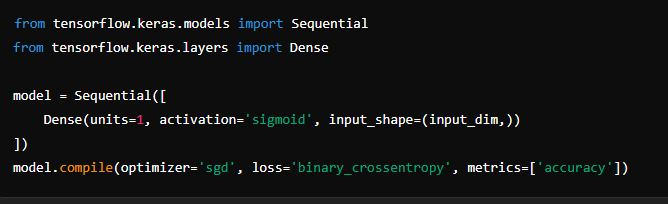 from tensorflow.keras.models import Sequential
from tensorflow.keras.layers import Dense

model = Sequential([
    Dense(units=1, activation='sigmoid', input_shape=(input_dim,))
])
model.compile(optimizer='sgd', loss='binary_crossentropy', metrics=['accuracy'])